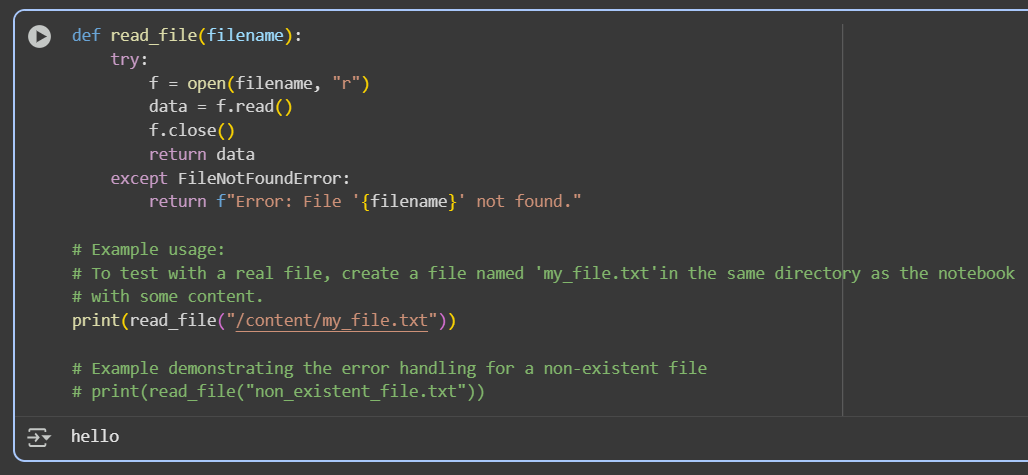 def read_file(filename):
    try:
        f = open(filename, "r")
        data = f.read()
        f.close()
        return data
    except FileNotFoundError:
        return f"Error: File '{filename}' not found."

# Example usage:
# To test with a real file, create a file named 'my_file.txt'in the same directory as the notebook
# with some content.
print(read_file("/content/my_file.txt"))

# Example demonstrating the error handling for a non-existent file
# print(read_file("non_existent_file.txt"))
hello